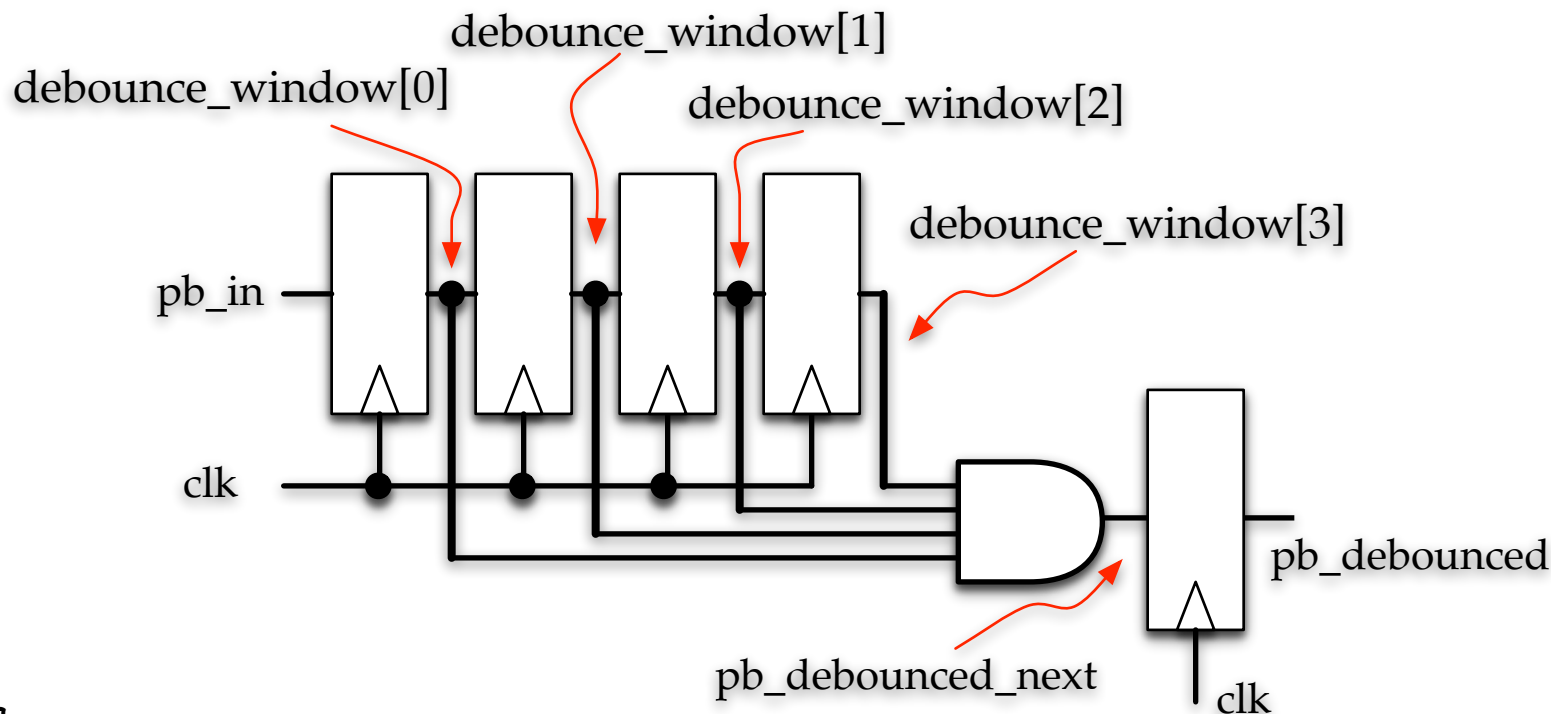 debounce_window[1]
debounce_window[0]
debounce_window[2]
debounce_window[3]
pb_in
clk
pb_debounced
pb_debounced_next
clk